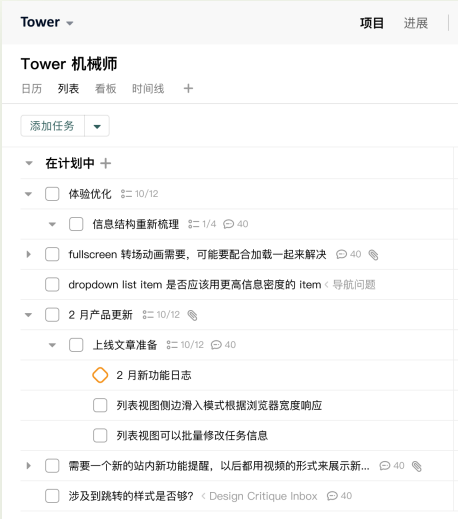 Tower 项目 进展
Tower 机械师
日历 列表 看板 时间线
添加任务
在计划中
体验优化 10/12
信息结构重新梳理 1/4 40
fullscreen 转场动画需要，可能要配合加载一起来解决 40
dropdown list item 是否应该用更高信息密度的 item ‹ 导航问题
2 月产品更新 10/12
上线文章准备 10/12 40
2 月新功能日志
列表视图侧边滑入模式根据浏览器宽度响应
列表视图可以批量修改任务信息
需要一个新的站内新功能提醒，以后都用视频的形式来展示新... 40
涉及到跳转的样式是否够？ ‹ Design Critique Inbox 40